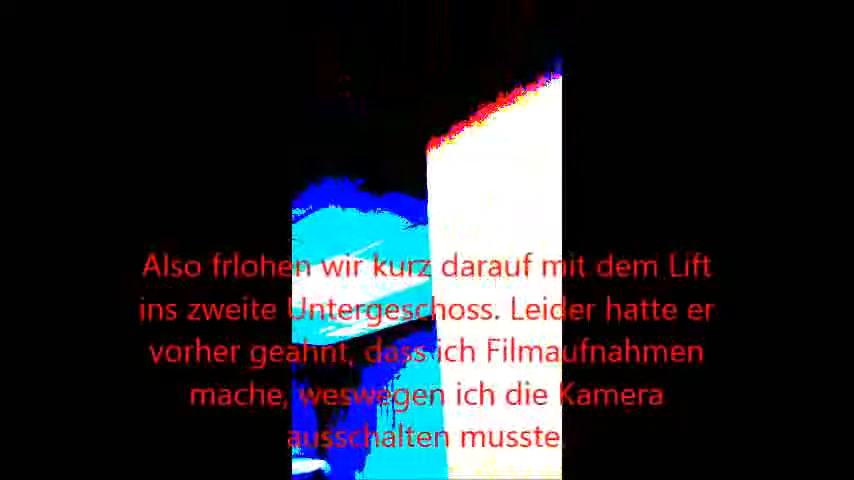 Also frlohen wir kurz darauf mit dem Lift
ins zweite Untergeschoss. Leider hatte er
vorher geahnt, dass ich Filmaufnahmen
mache, weswegen ich die Kamera
ausschalten musste.